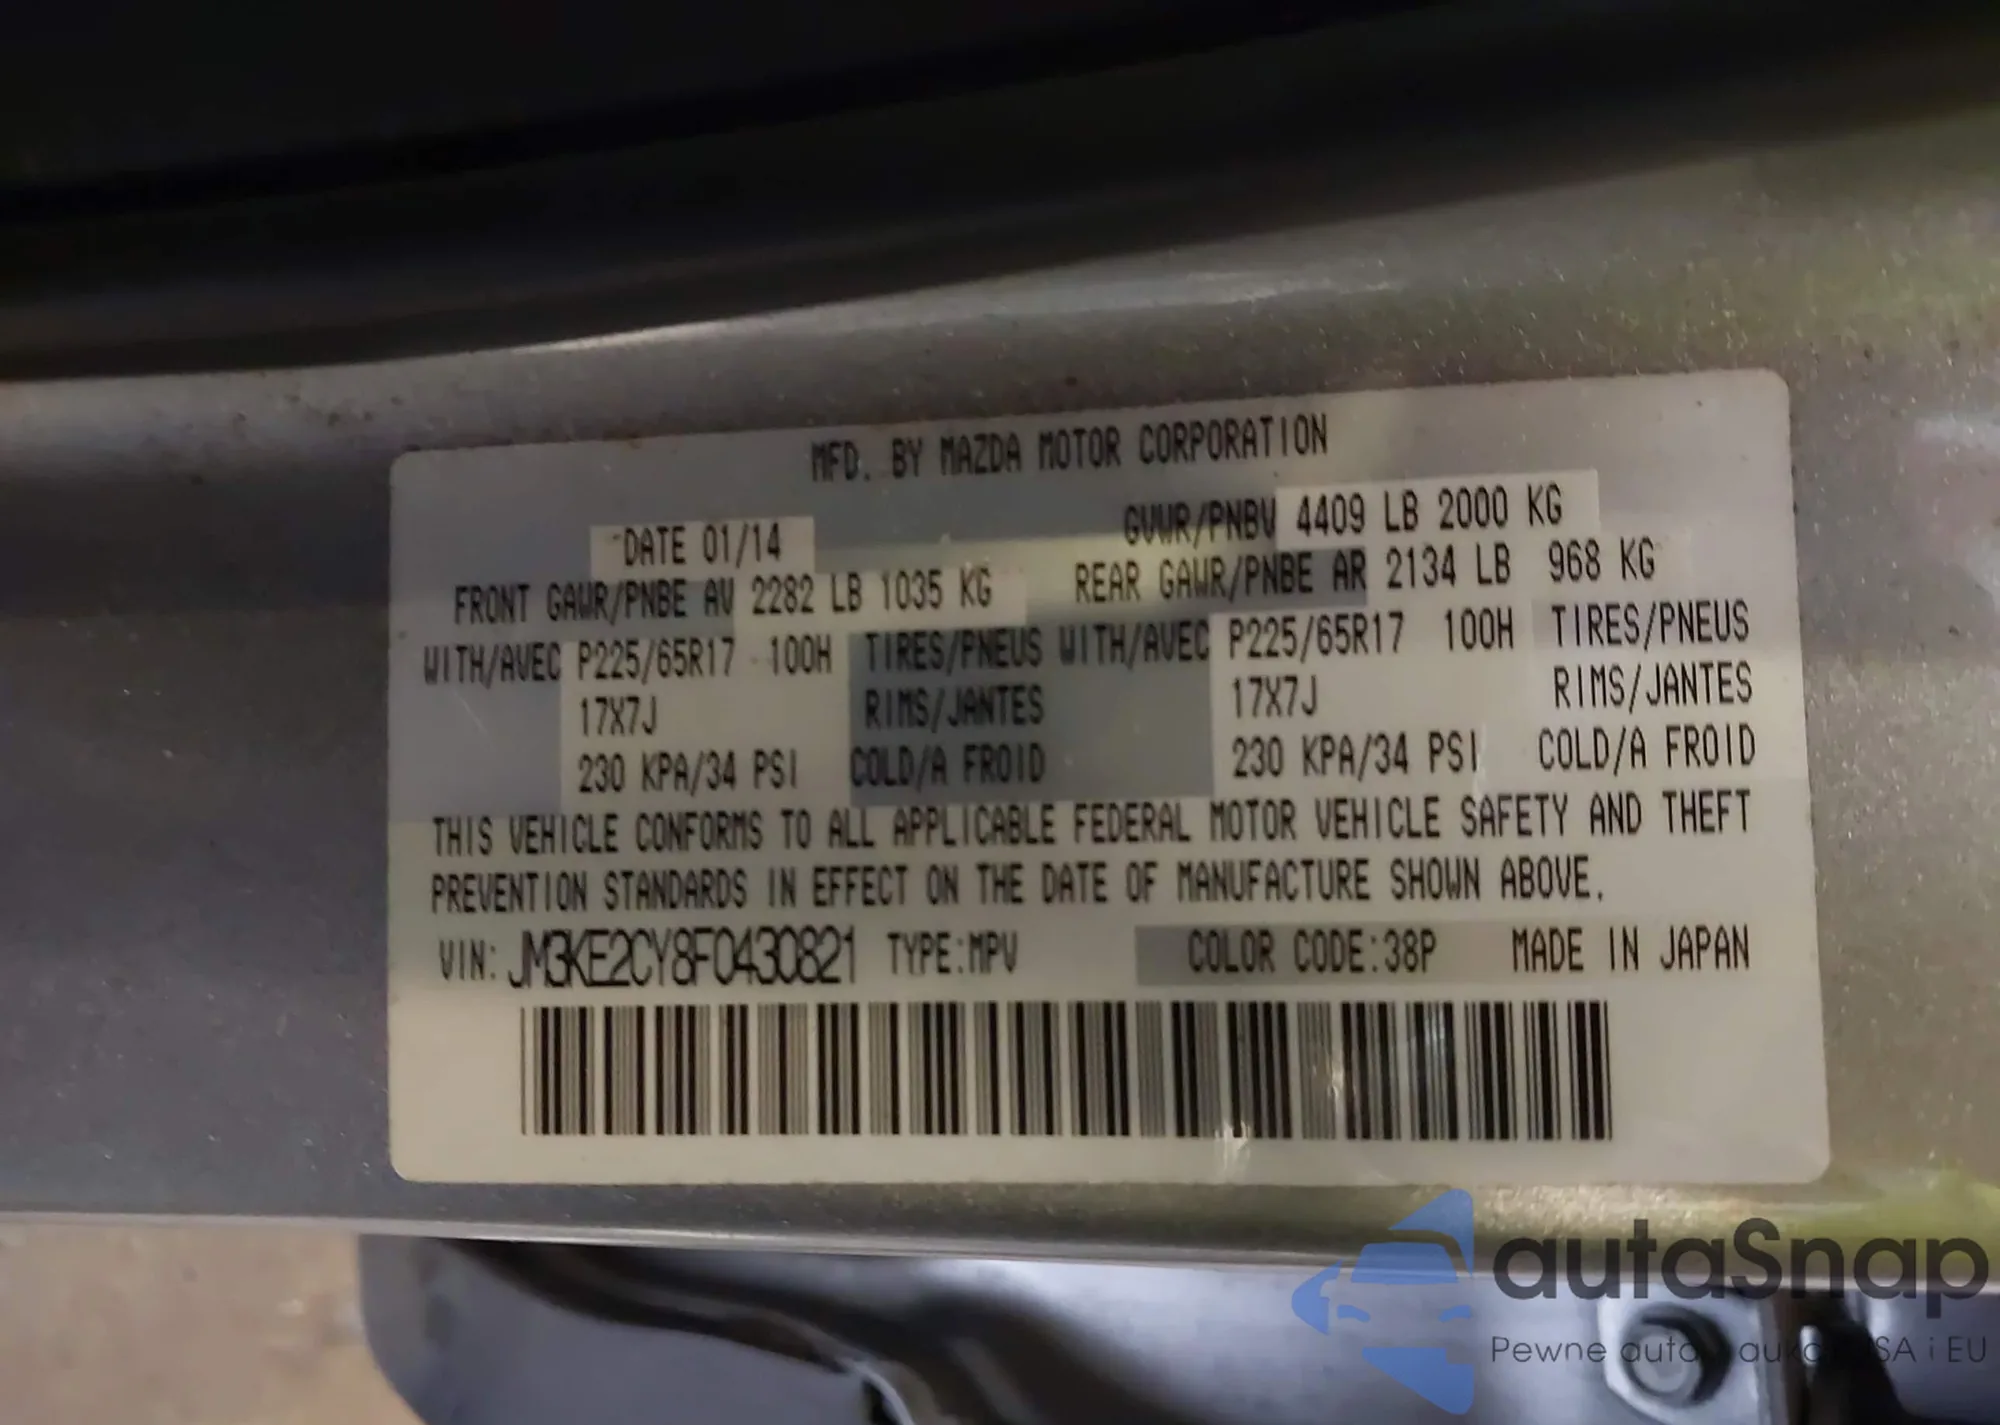 MFD. BY MAZDA MOTOR CORPORATION
DATE 01/14 GVWR/PNBV 4409 LB 2000 KG
FRONT GAWR/PNBE AV 2282 LB 1035 KG REAR GAWR/PNBE AR 2134 LB 968 KG
WITH/AVEC P225/65R17 100H TIRES/PNEUS WITH/AVEC P225/65R17 100H TIRES/PNEUS
17X7J RIMS/JANTES 17X7J RIMS/JANTES
230 KPA/34 PSI COLD/A FROID 230 KPA/34 PSI COLD/A FROID
THIS VEHICLE CONFORMS TO ALL APPLICABLE FEDERAL MOTOR VEHICLE SAFETY AND THEFT
PREVENTION STANDARDS IN EFFECT ON THE DATE OF MANUFACTURE SHOWN ABOVE.
VIN: JM3KE2CY8F0430821 TYPE:MPV COLOR CODE:38P MADE IN JAPAN
autaSnap
Pewne auta i EU